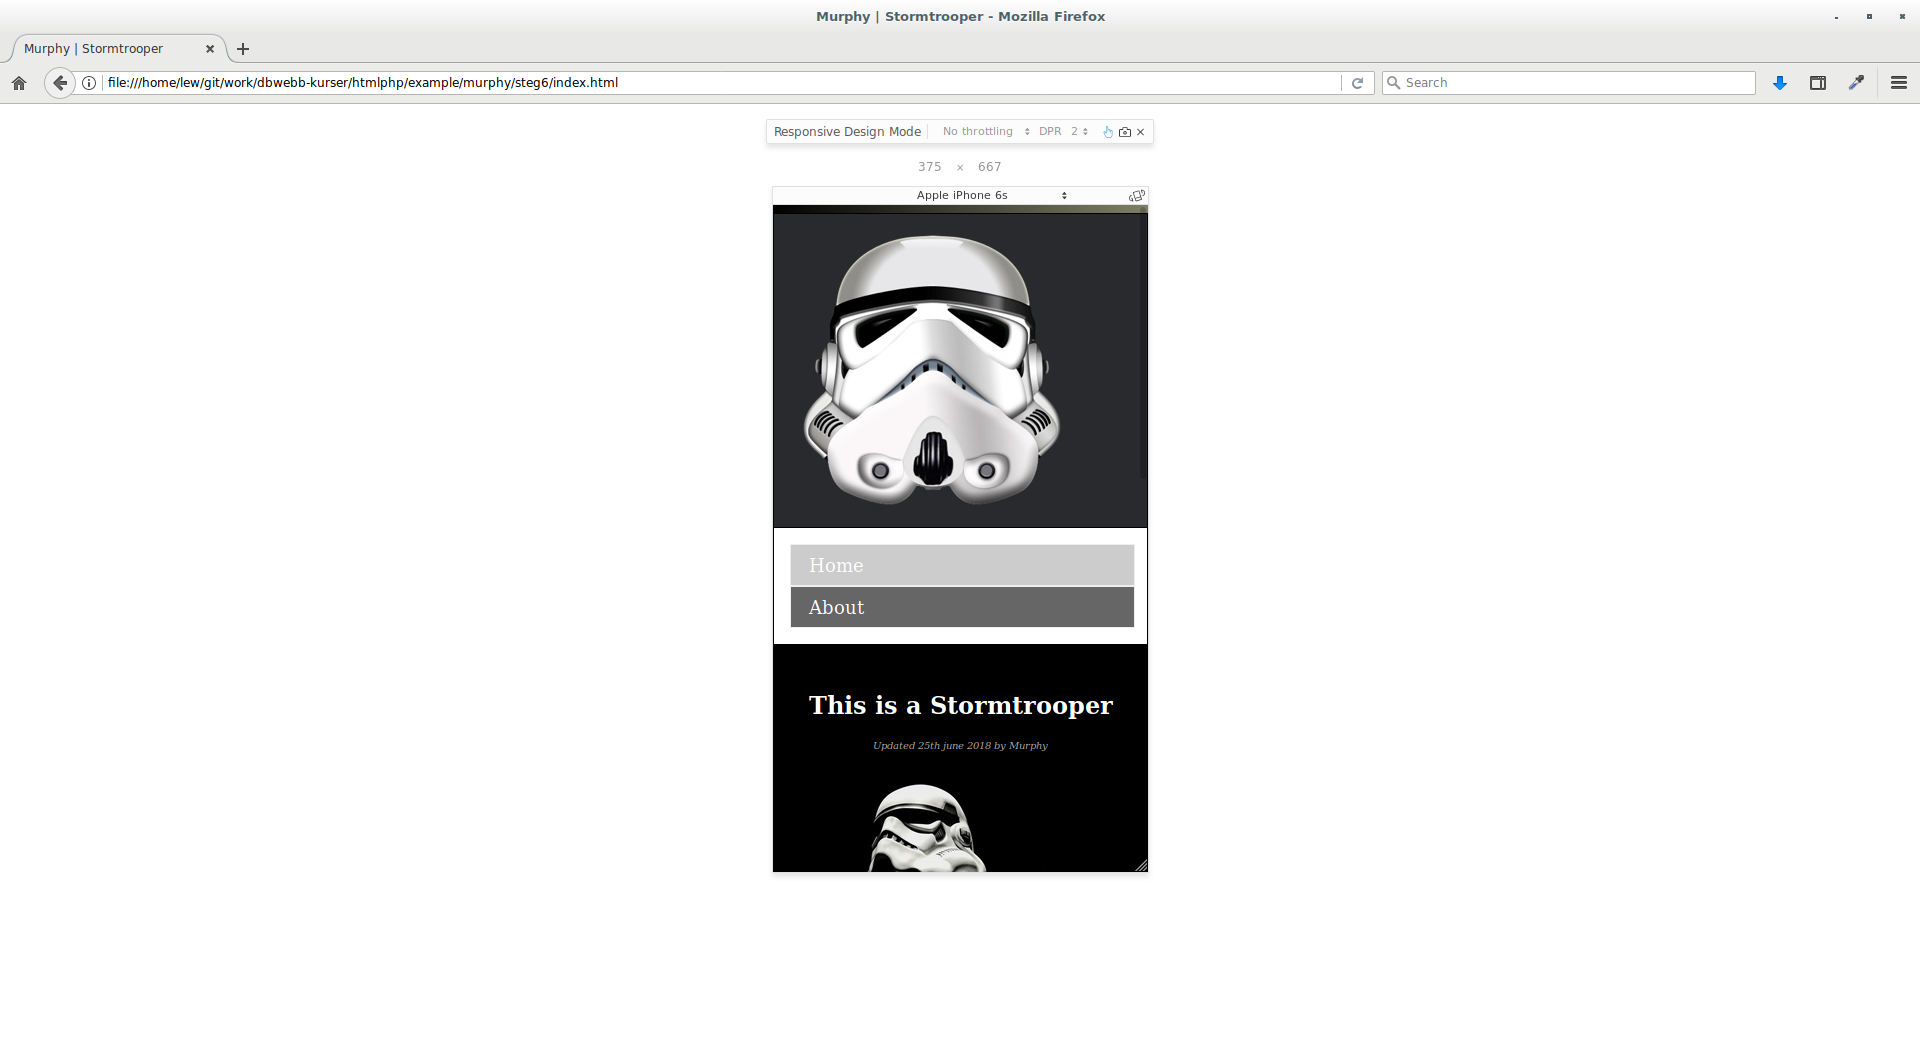 Murphy | Stormtrooper - Mozilla Firefox
Murphy | Stormtrooper
file:///home/lew/git/work/dbwebb-kurser/htmlphp/example/murphy/steg6/index.html
Search
Responsive Design Mode No throttling DPR 2
375 × 667
Apple iPhone 6s
Home
About
This is a Stormtrooper
Updated 25th june 2018 by Murphy